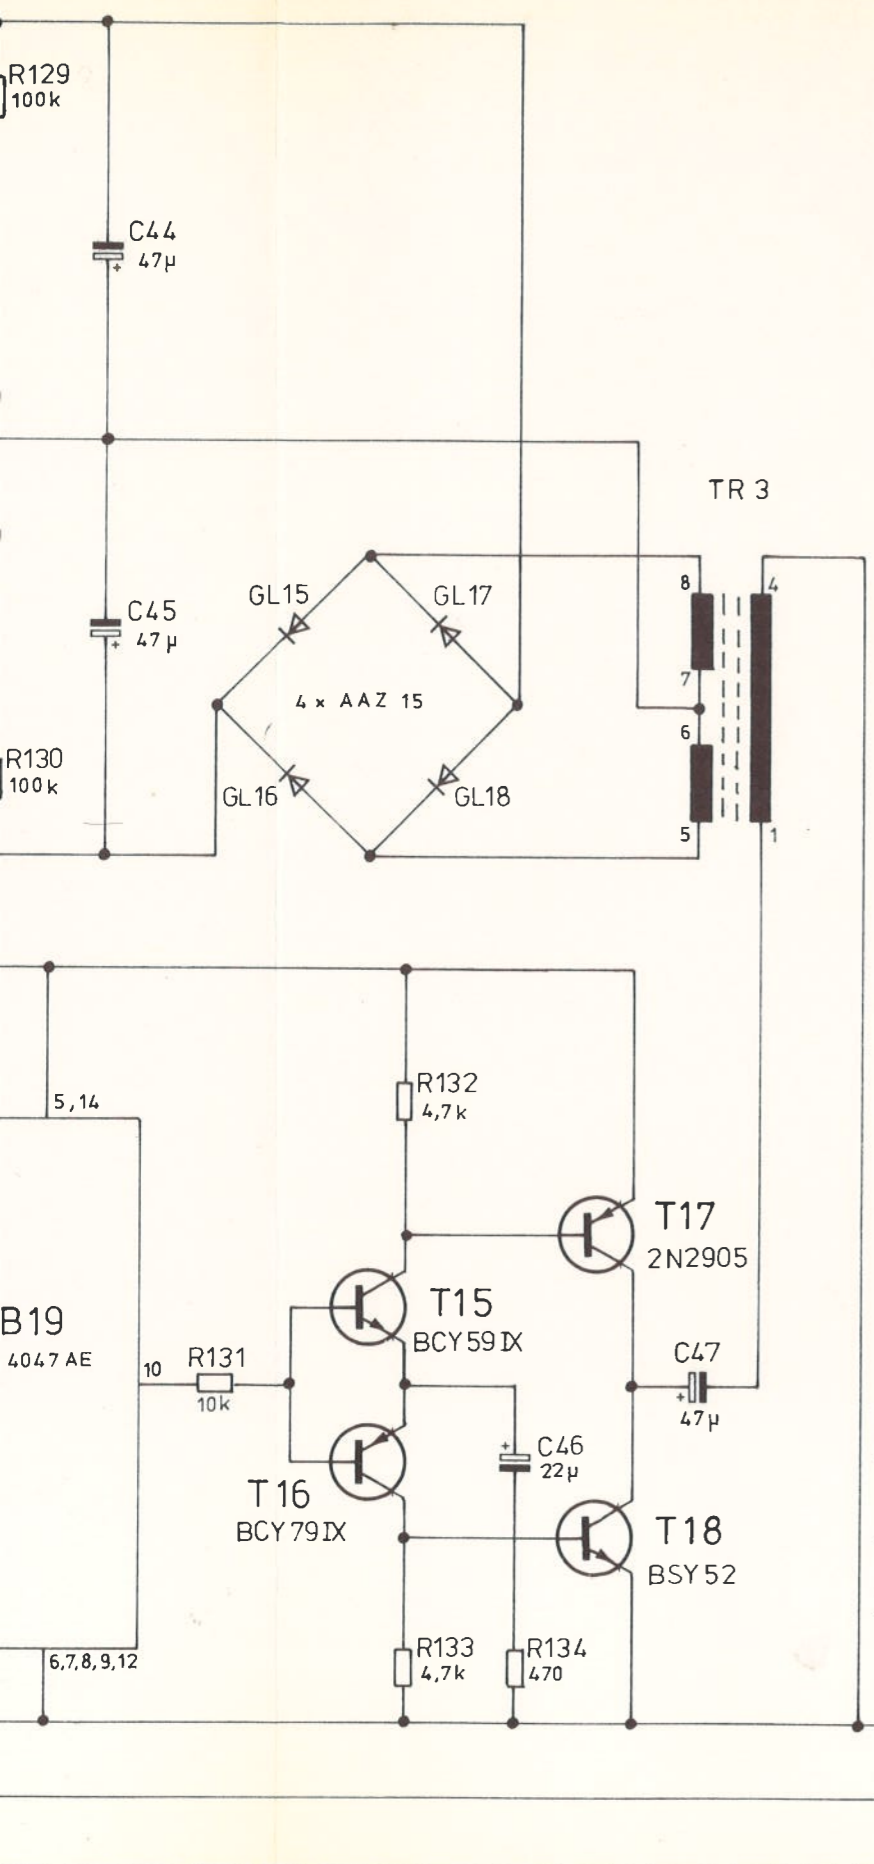 R129
100k
C44
47µ
+
TR 3
8
4
GL15
GL17
C45
47µ
+
7
4 x AAZ 15
6
R130
100k
GL16
GL18
5
1
5,14
R132
4,7k
T17
2N2905
T15
BCY59IX
B19
4047 AE
10
R131
10k
C47
+
47µ
+
C46
22µ
T16
BCY79IX
T18
BSY52
6,7,8,9,12
R133
4,7k
R134
470